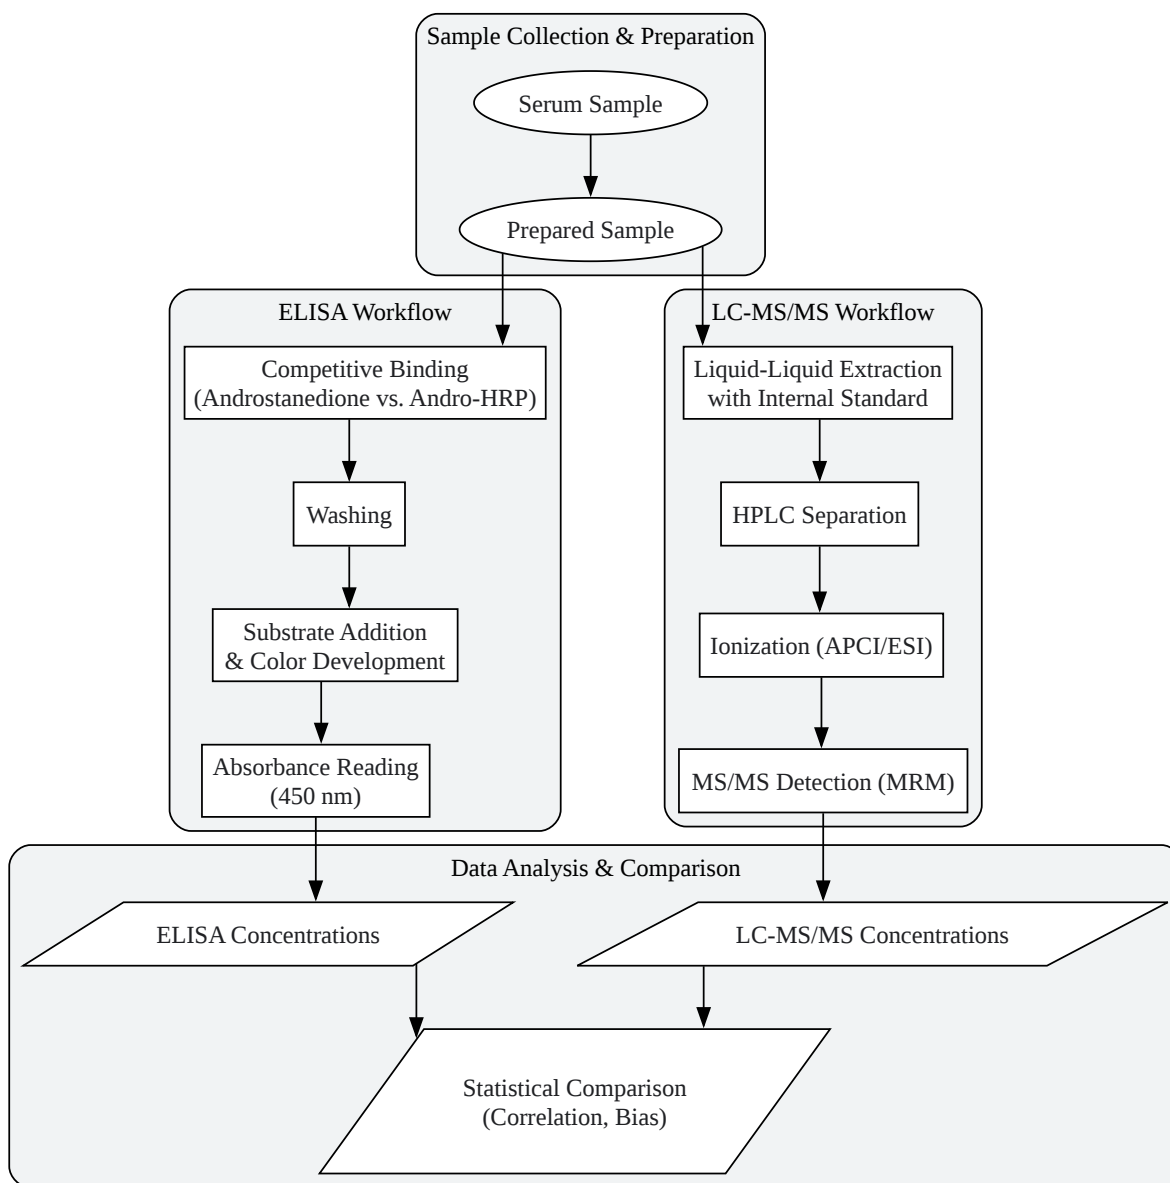 Sample Collection & Preparation
Serum Sample
Prepared Sample
ELISA Workflow
Competitive Binding
(Androstanedione vs. Andro-HRP)
Washing
Substrate Addition
& Color Development
Absorbance Reading
(450 nm)
LC-MS/MS Workflow
Liquid-Liquid Extraction
with Internal Standard
HPLC Separation
Ionization (APCI/ESI)
MS/MS Detection (MRM)
Data Analysis & Comparison
ELISA Concentrations
LC-MS/MS Concentrations
Statistical Comparison
(Correlation, Bias)